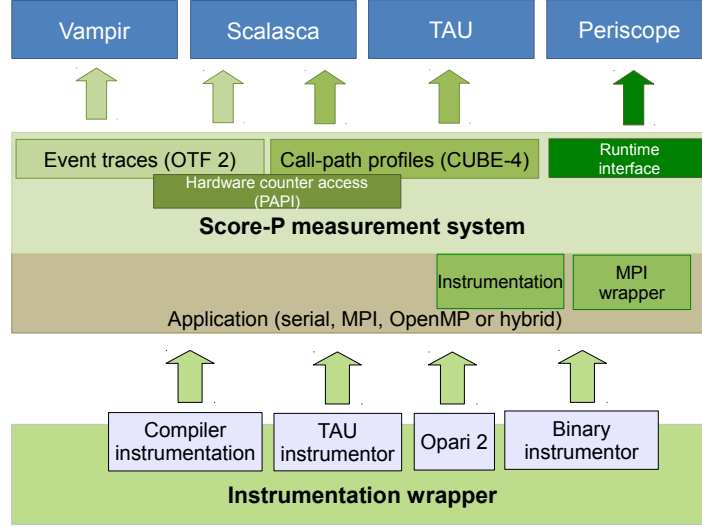 Vampir
Scalasca
TAU
Periscope
Event traces (OTF 2)
Call-path profiles (CUBE-4)
Runtime
interface
Hardware counter access
(PAPI)
Score-P measurement system
Instrumentation
MPI
wrapper
Application (serial, MPI, OpenMP or hybrid)
Compiler
instrumentation
TAU
instrumentor
Opari 2
Binary
instrumentor
Instrumentation wrapper